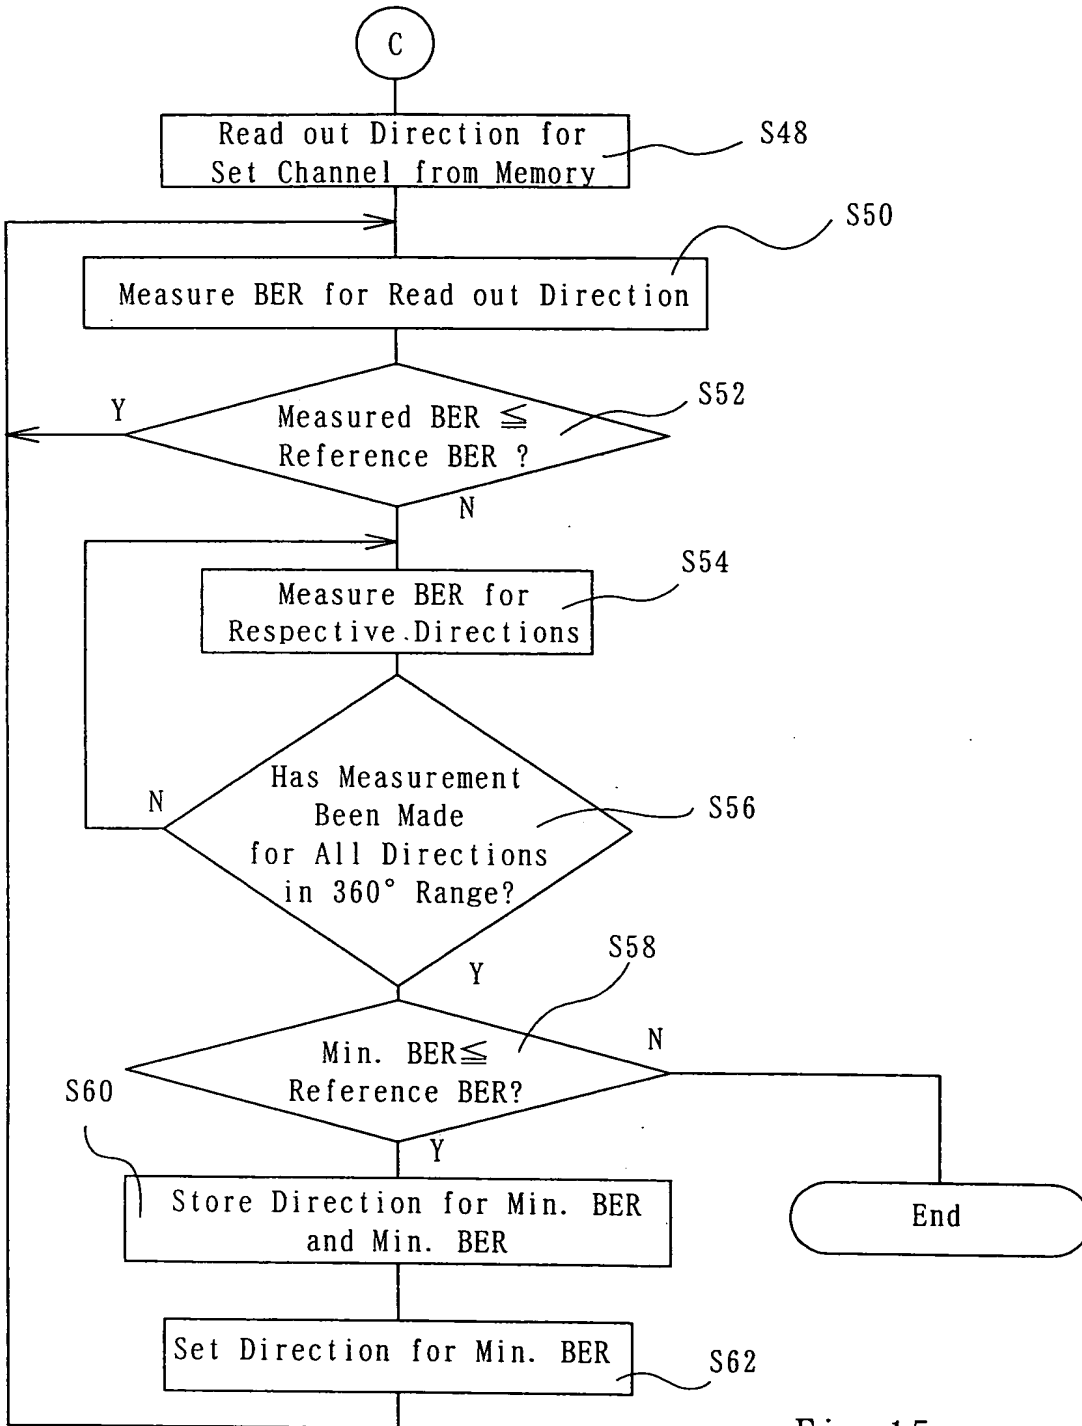 C
Read out Direction for
Set Channel from Memory
S48
S50
Measure BER for Read out Direction
Y
Measured BER ≦
Reference BER ?
S52
N
S54
Measure BER for
Respective Directions
N
Has Measurement
Been Made
for All Directions
in 360° Range?
S56
Y
S58
Min. BER≦
Reference BER?
N
S60
Y
Store Direction for Min. BER
and Min. BER
End
Set Direction for Min. BER
S62